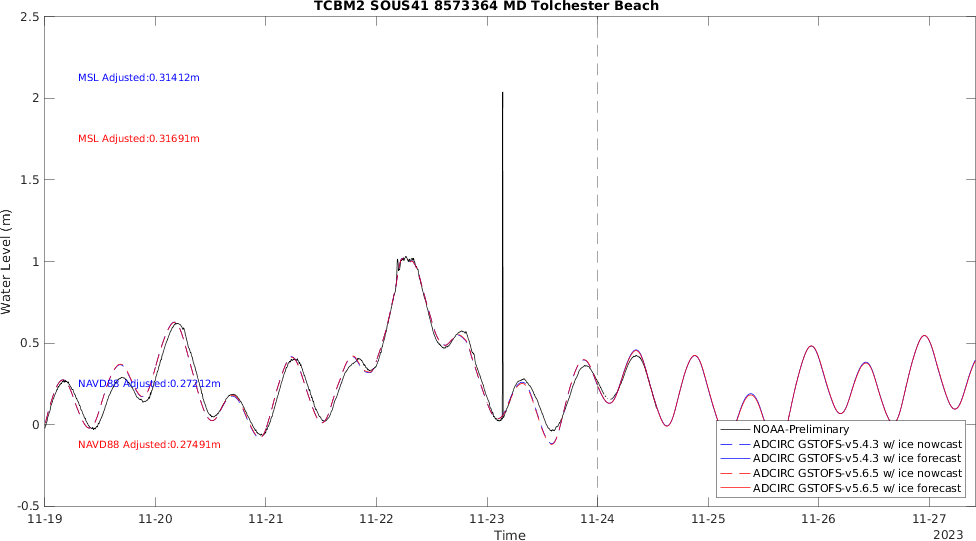 TCBM2 SOUS41 8573364 MD Tolchester Beach
2.5
MSL Adjusted:0.31412m
2
MSL Adjusted:0.31691m
1.5
Water Level (m)
1
0.5
NAVD88 Adjusted:0.27212m
0
NAVD88 Adjusted:0.27491m
NOAA-Preliminary
ADCIRC GSTOFS-v5.4.3 w/ ice nowcast
ADCIRC GSTOFS-v5.4.3 w/ ice forecast
ADCIRC GSTOFS-v5.6.5 w/ ice nowcast
ADCIRC GSTOFS-v5.6.5 w/ ice forecast
-0.5
11-19 11-20 11-21 11-22 11-23 11-24 11-25 11-26 11-27
Time
2023